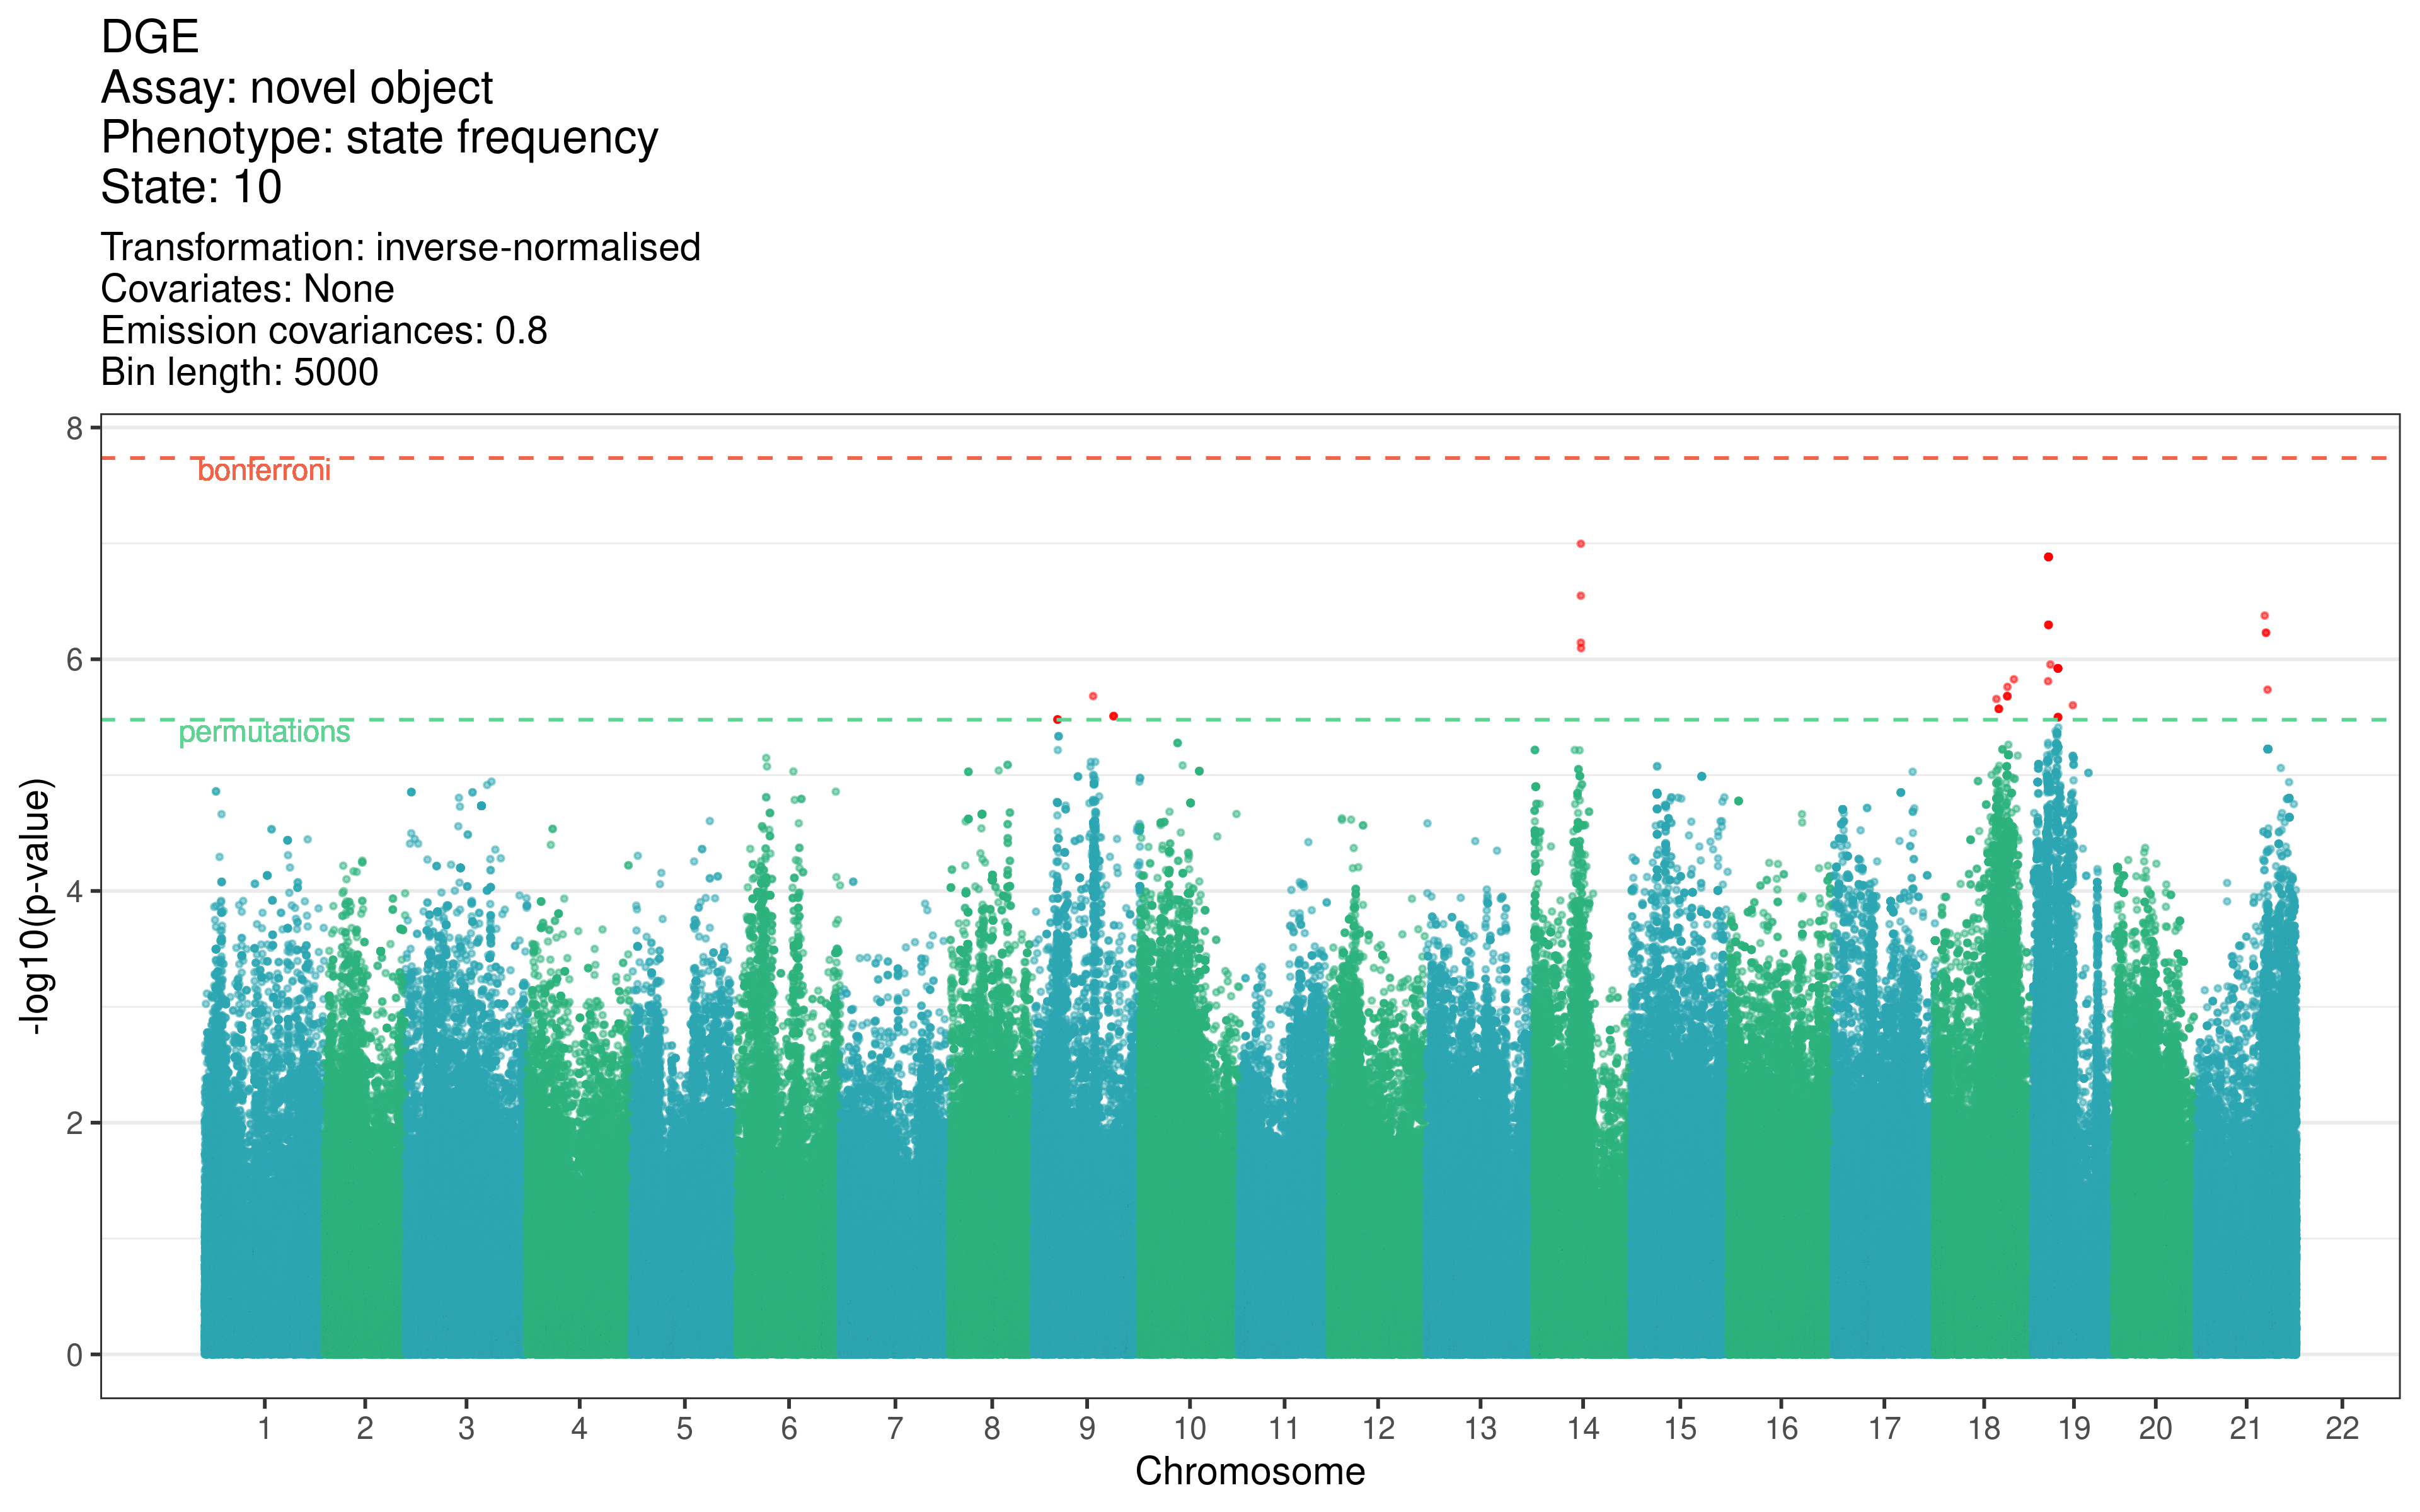 DGE
Assay: novel object
Phenotype: state frequency
State: 10
Transformation: inverse-normalised
Covariates: None
Emission covariances: 0.8
Bin length: 5000
8
bonferroni
6
permutations
4
2
0
-log10(p-value)
1 2 3 4 5 6 7 8 9 10 11 12 13 14 15 16 17 18 19 20 21 22
Chromosome